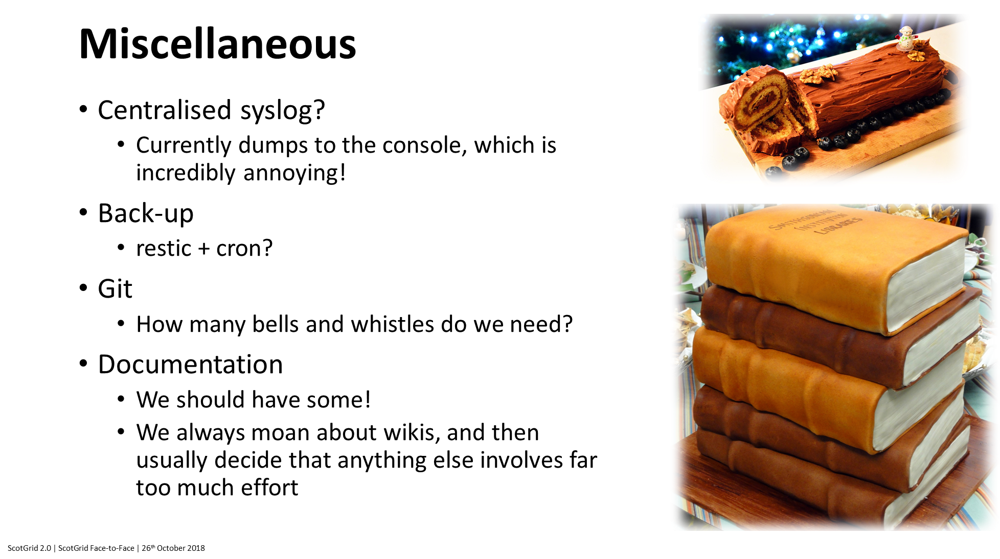 Miscellaneous
• Centralised syslog?
• Currently dumps to the console, which is
incredibly annoying!
• Back-up
• restic + cron?
• Git
• How many bells and whistles do we need?
• Documentation
• We should have some!
• We always moan about wikis, and then
usually decide that anything else involves far
too much effort
SMITHSONIAN
INSTITUTION
LIBRARIES
ScotGrid 2.0 | ScotGrid Face-to-Face | 26th October 2018